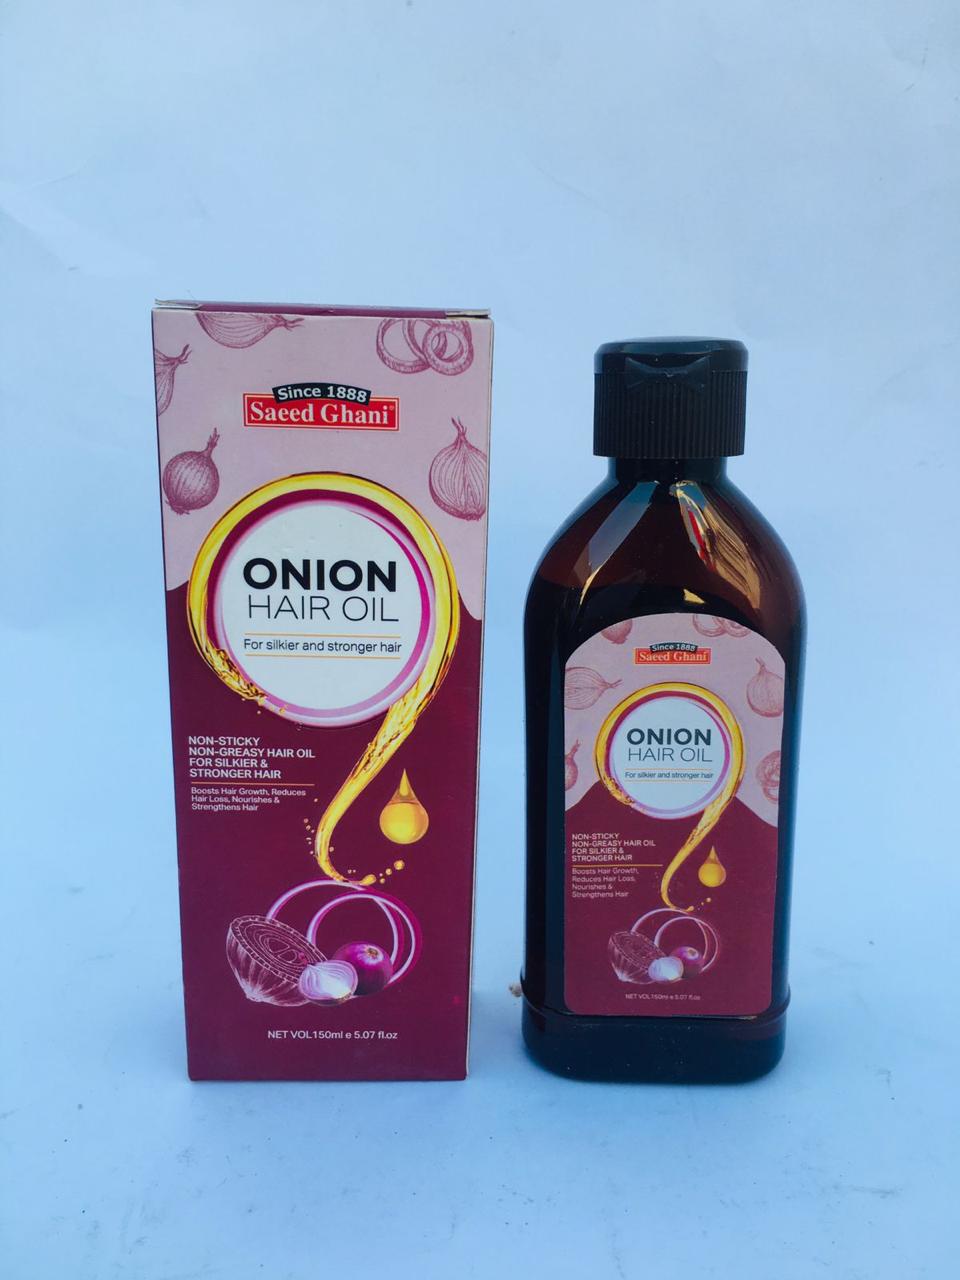 Since 1888
Saeed Ghani®
ONION
HAIR OIL
For silkier and stronger hair
NON-STICKY
NON-GREASY HAIR OIL
FOR SILKIER &
STRONGER HAIR
Boosts Hair Growth, Reduces
Hair Loss, Nourishes &
Strengthens Hair
NET VOL150ml e 5.07 fl.oz
Since 1888
Saeed Ghani
ONION
HAIR OIL
For silkier and stronger hair
NON-STICKY
NON-GREASY HAIR OIL
FOR SILKIER &
STRONGER HAIR
Boosts Hair Growth,
Reduces Hair Loss,
Nourishes &
Strengthens Hair
NET VOL150ml e 5.07 fl.oz